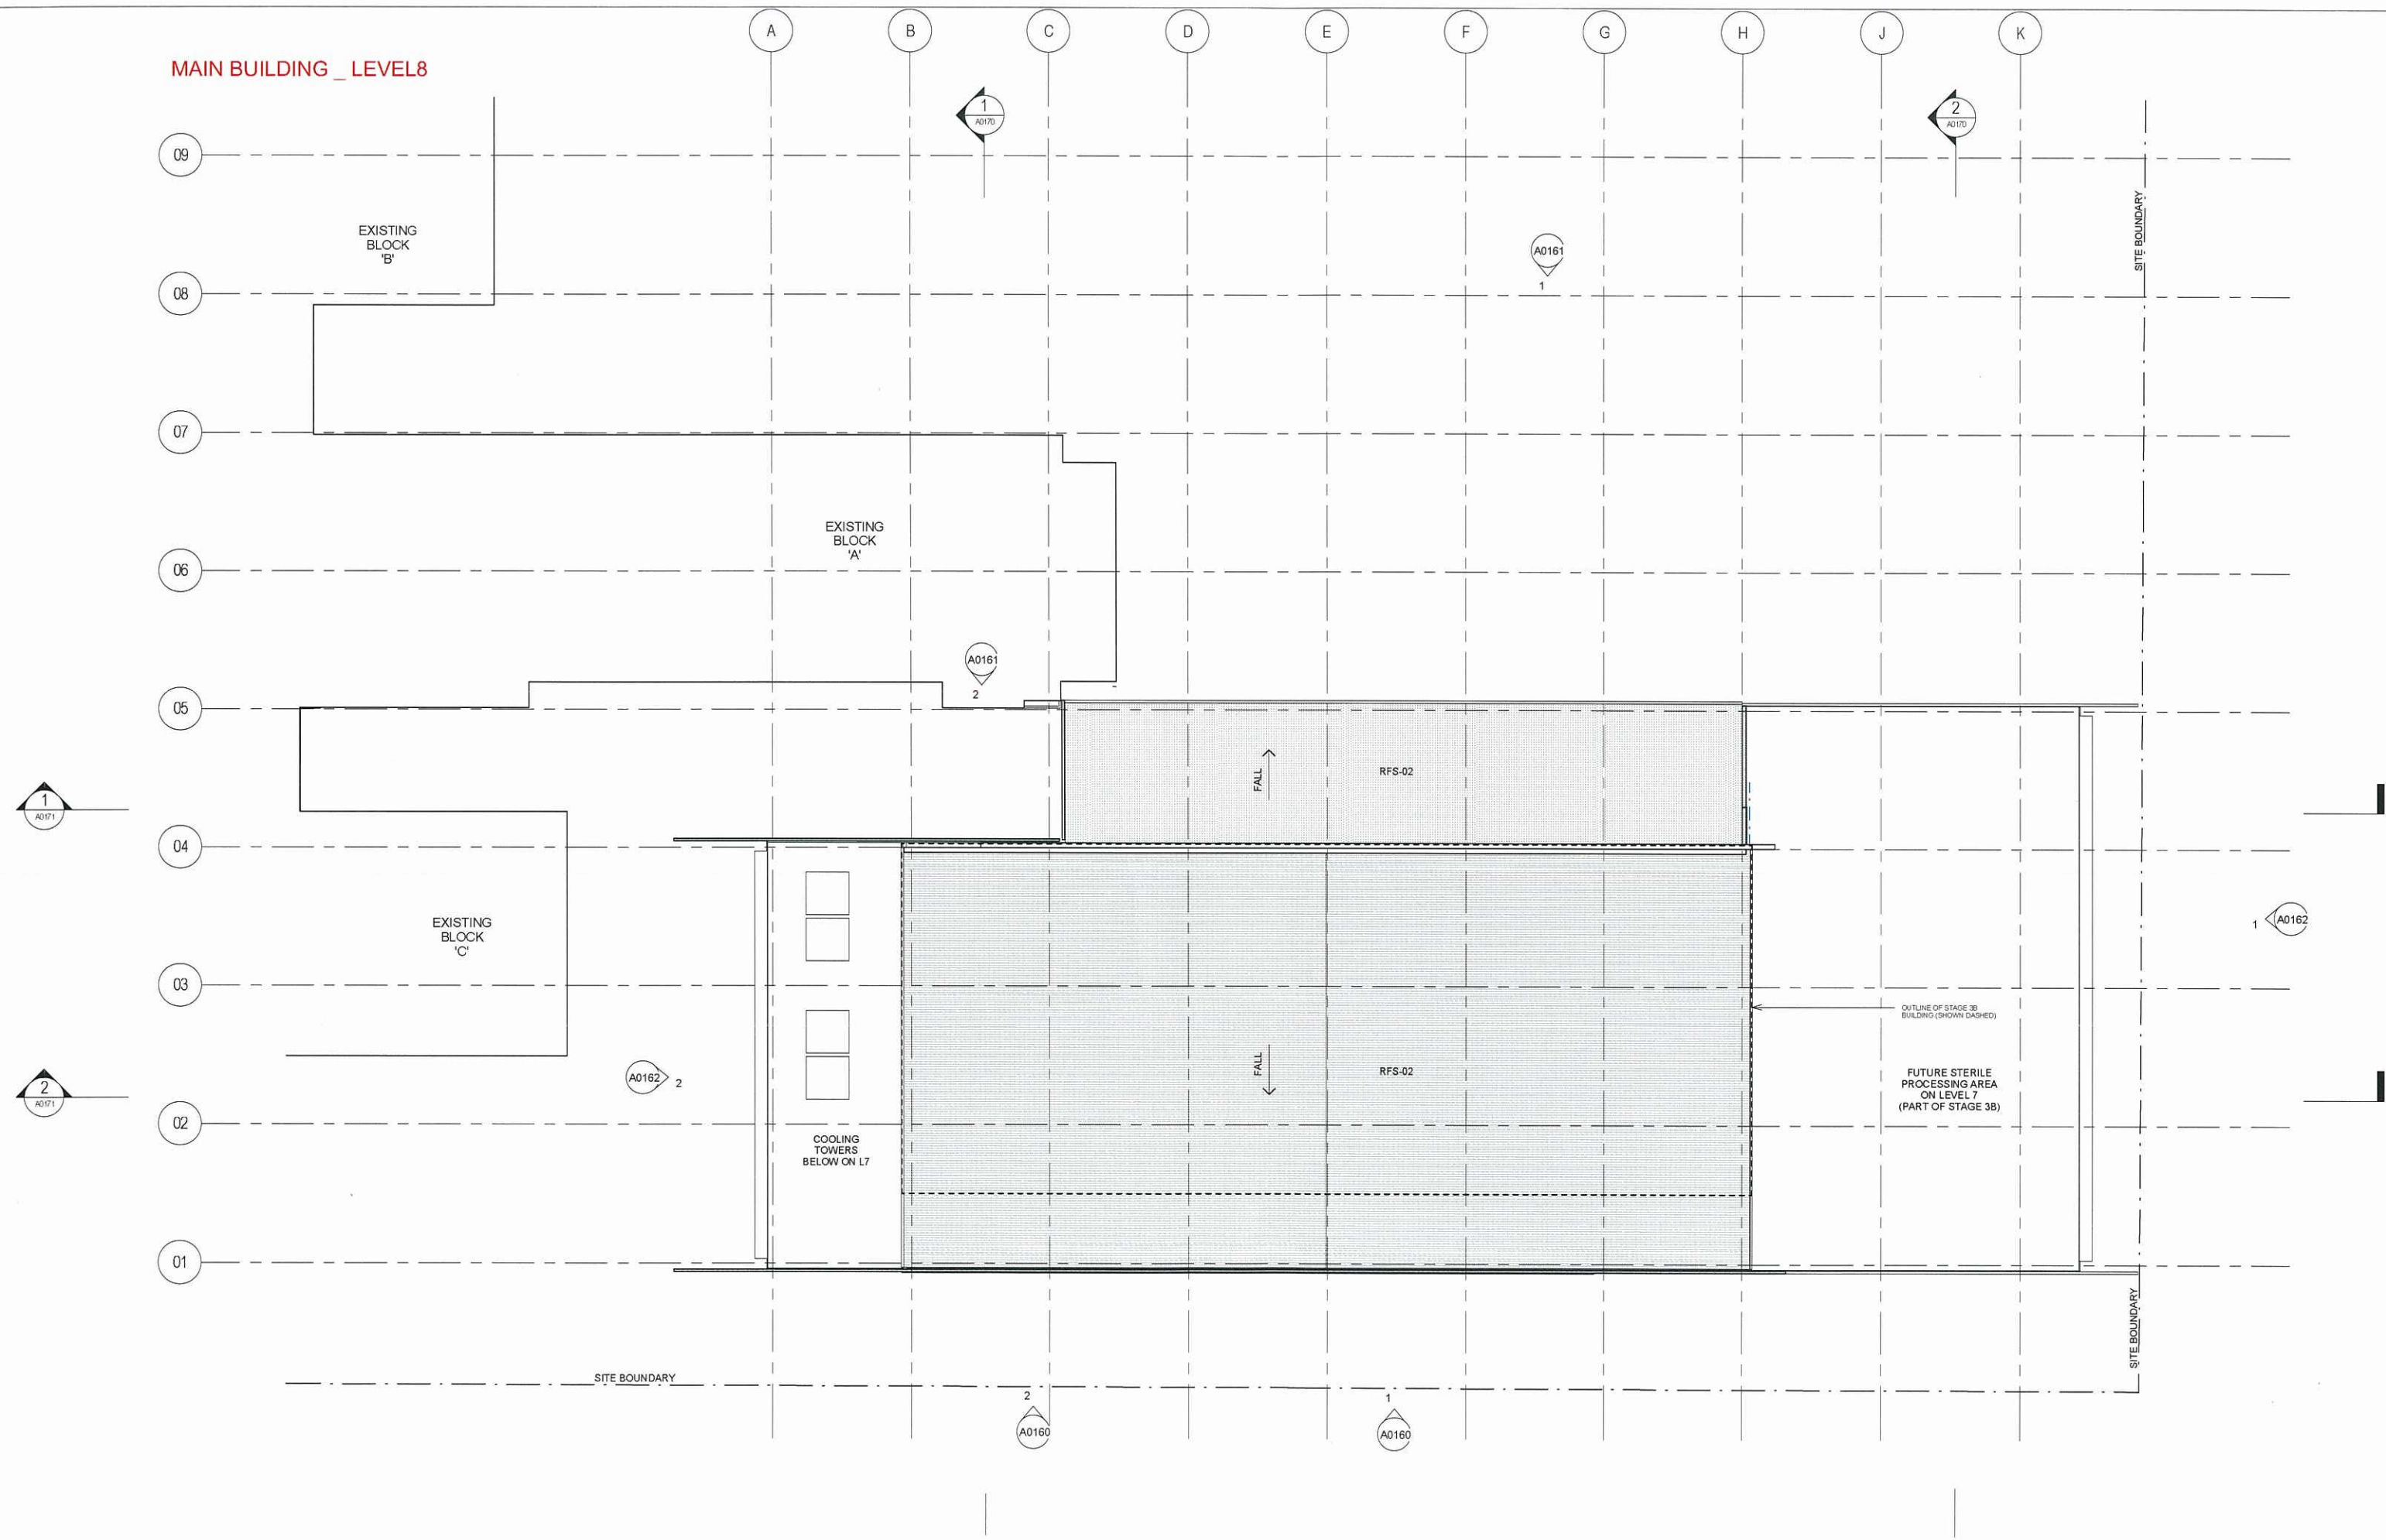 A B C D E F G H J K
MAIN BUILDING _ LEVEL8
1
A0170
2
A0170
09
SITE BOUNDARY
EXISTING
BLOCK
'B'
A0161
1
08
07
EXISTING
BLOCK
'A'
06
A0161
2
05
FALL
RFS-02
1
A0171
04
EXISTING
BLOCK
'C'
1
A0162
03
OUTLINE OF STAGE 3B
BUILDING (SHOWN DASHED)
FALL
RFS-02
A0162
2
FUTURE STERILE
PROCESSING AREA
ON LEVEL 7
(PART OF STAGE 3B)
2
A0171
02
COOLING
TOWERS
BELOW ON L7
01
SITE BOUNDARY
SITE BOUNDARY
2
A0160
1
A0160